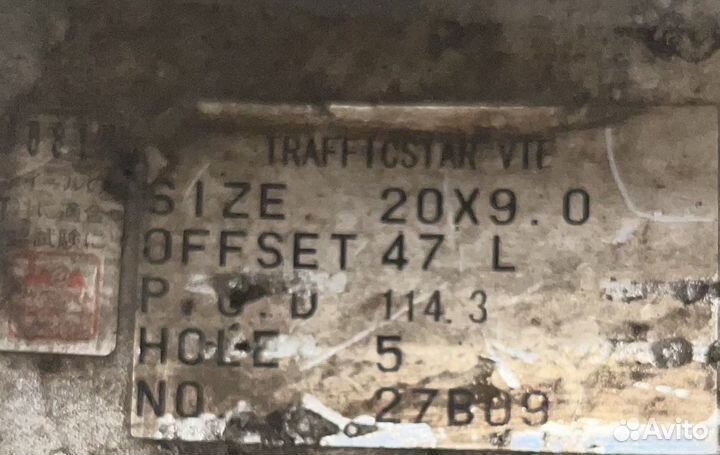 TRAFFICSTAR VTE
SIZE. 20X9.0
OFFSET 47 L
P.C.D 114.3
HOLE 5
NO. 27B09
Avito